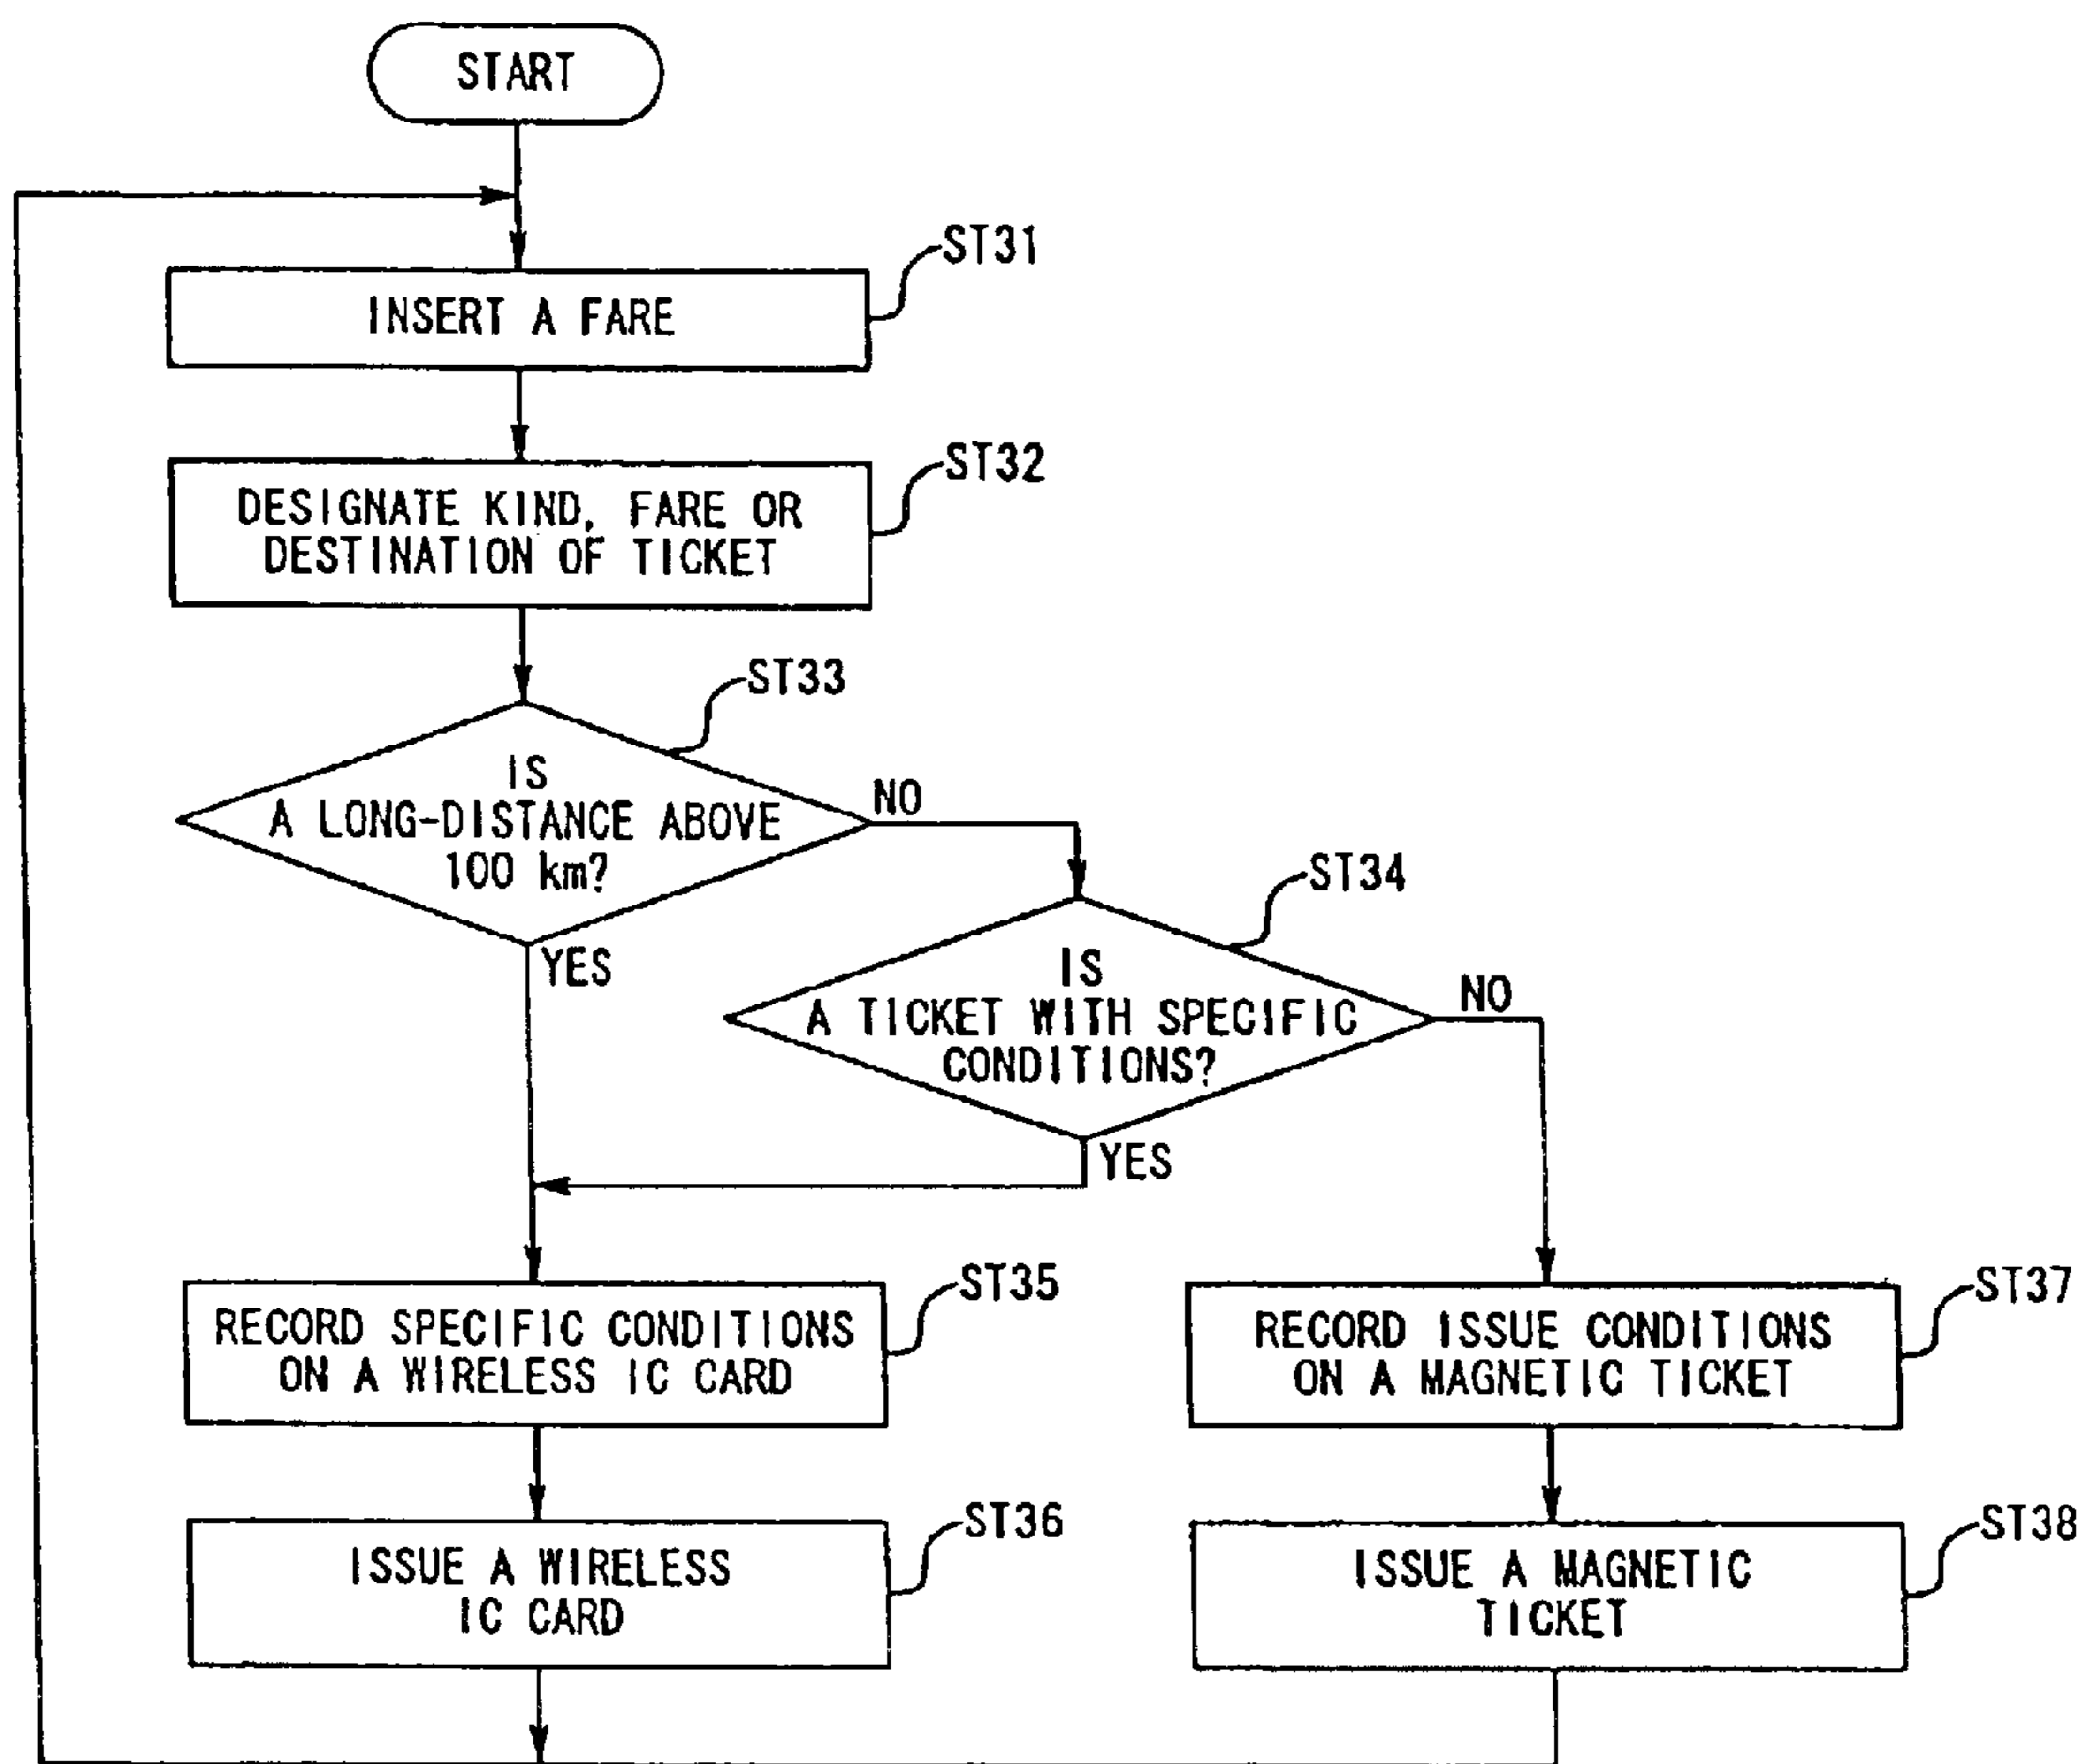 START
ST31
INSERT A FARE
ST32
DESIGNATE KIND, FARE OR
DESTINATION OF TICKET
ST33
IS
A LONG-DISTANCE ABOVE
100 km?
NO
YES
ST34
IS
A TICKET WITH SPECIFIC
CONDITIONS?
NO
YES
ST35
RECORD SPECIFIC CONDITIONS
ON A WIRELESS IC CARD
ST37
RECORD ISSUE CONDITIONS
ON A MAGNETIC TICKET
ST36
ISSUE A WIRELESS
IC CARD
ST38
ISSUE A MAGNETIC
TICKET